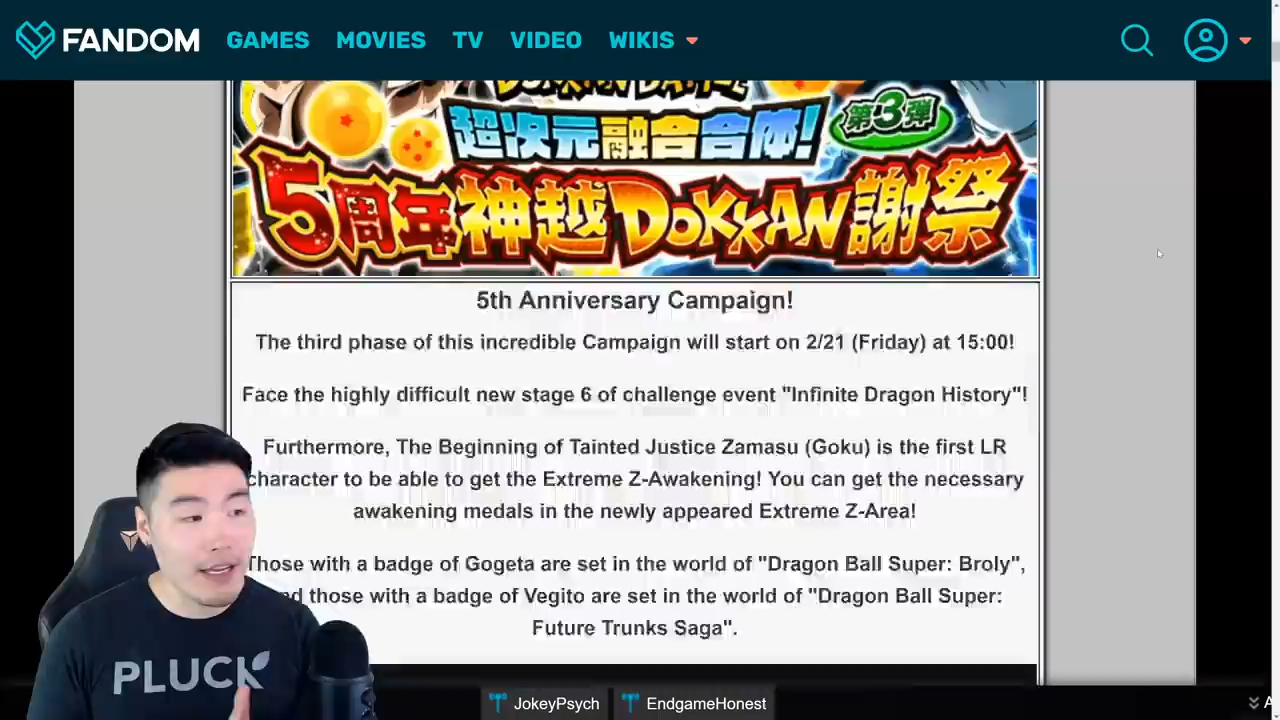 FANDOM GAMES MOVIES TV VIDEO WIKIS
超次元融合合体!
第3弾
5周年神越DOKKAN謝祭
5th Anniversary Campaign!
The third phase of this incredible Campaign will start on 2/21 (Friday) at 15:00!
Face the highly difficult new stage 6 of challenge event "Infinite Dragon History"!
Furthermore, The Beginning of Tainted Justice Zamasu (Goku) is the first LR
character to be able to get the Extreme Z-Awakening! You can get the necessary
awakening medals in the newly appeared Extreme Z-Area!
Those with a badge of Gogeta are set in the world of "Dragon Ball Super: Broly",
nd those with a badge of Vegito are set in the world of "Dragon Ball Super:
Future Trunks Saga".
PLUCK
JokeyPsych EndgameHonest
A